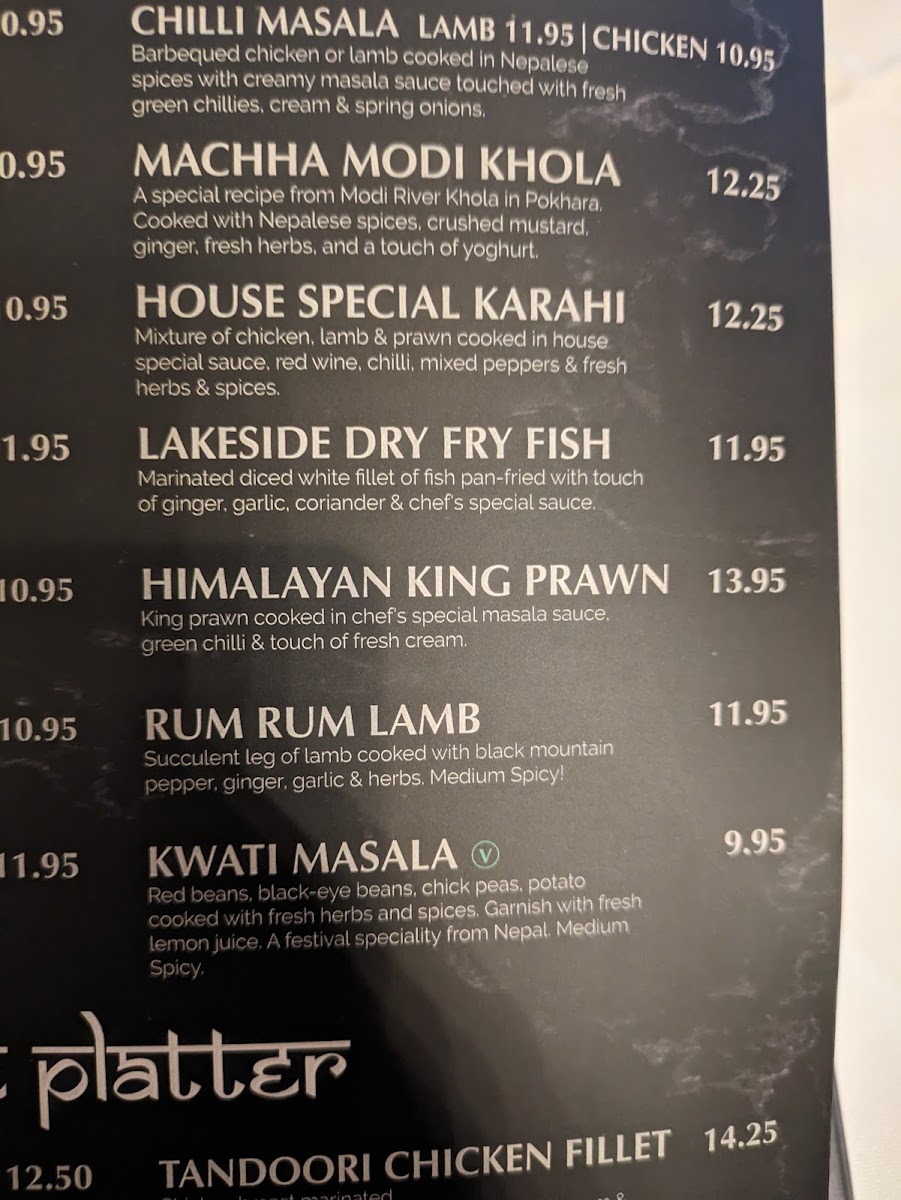 0.95
CHILLI MASALA LAMB 11.95 | CHICKEN 10.95
Barbequed chicken or lamb cooked in Nepalese
spices with creamy masala sauce touched with fresh
green chillies, cream & spring onions.
0.95
MACHHA MODI KHOLA 12.25
A special recipe from Modi River Khola in Pokhara.
Cooked with Nepalese spices, crushed mustard,
ginger, fresh herbs, and a touch of yoghurt.
0.95
HOUSE SPECIAL KARAHI 12.25
Mixture of chicken, lamb & prawn cooked in house
special sauce, red wine, chilli, mixed peppers & fresh
herbs & spices.
1.95
LAKESIDE DRY FRY FISH 11.95
Marinated diced white fillet of fish pan-fried with touch
of ginger, garlic, coriander & chef's special sauce.
10.95
HIMALAYAN KING PRAWN 13.95
King prawn cooked in chef's special masala sauce,
green chilli & touch of fresh cream.
10.95
RUM RUM LAMB 11.95
Succulent leg of lamb cooked with black mountain
pepper, ginger, garlic & herbs. Medium Spicy!
11.95
KWATI MASALA V 9.95
Red beans, black-eye beans, chick peas, potato
cooked with fresh herbs and spices. Garnish with fresh
lemon juice. A festival speciality from Nepal. Medium
Spicy.
platter
12.50
TANDOORI CHICKEN FILLET 14.25
marinated